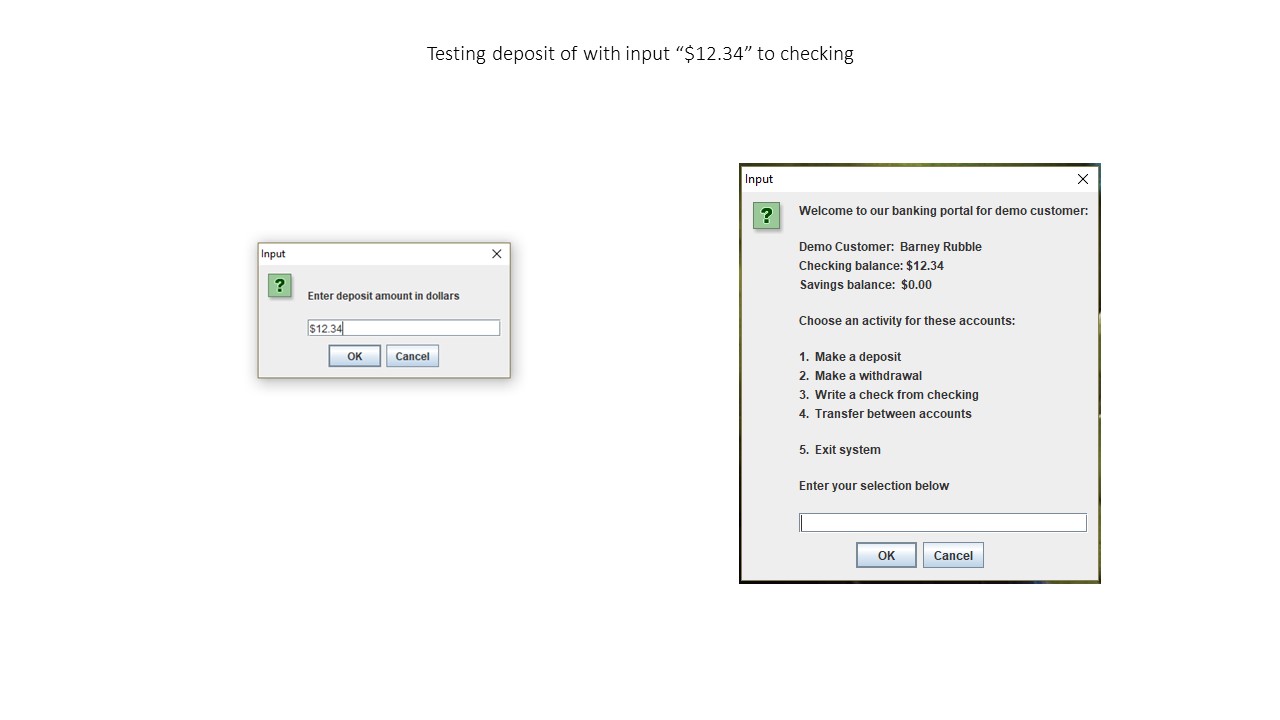 Testing deposit of with input “$12.34” to checking
Input
Enter deposit amount in dollars
$12.34
OK
Cancel
Input
Welcome to our banking portal for demo customer:
Demo Customer:  Barney Rubble
Checking balance: $12.34
Savings balance:  $0.00
Choose an activity for these accounts:
1.  Make a deposit
2.  Make a withdrawal
3.  Write a check from checking
4.  Transfer between accounts
5.  Exit system
Enter your selection below
OK
Cancel